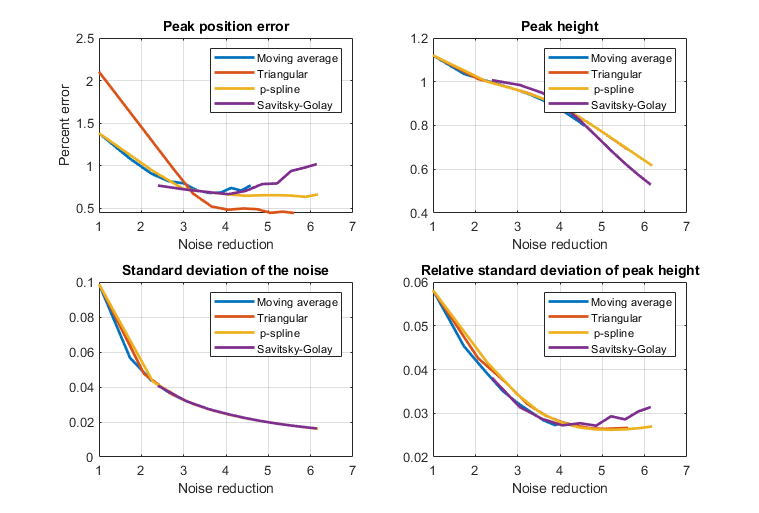 Peak position error
2.5
2
1.5
1
0.5
Percent error
Moving average
Triangular
p-spline
Savitsky-Golay
1 2 3 4 5 6 7
Noise reduction
Peak height
1.2
1
0.8
0.6
0.4
Moving average
Triangular
p-spline
Savitsky-Golay
1 2 3 4 5 6 7
Noise reduction
Standard deviation of the noise
0.1
0.08
0.06
0.04
0.02
0
Moving average
Triangular
p-spline
Savitsky-Golay
1 2 3 4 5 6 7
Noise reduction
Relative standard deviation of peak height
0.06
0.05
0.04
0.03
0.02
Moving average
Triangular
p-spline
Savitsky-Golay
1 2 3 4 5 6 7
Noise reduction